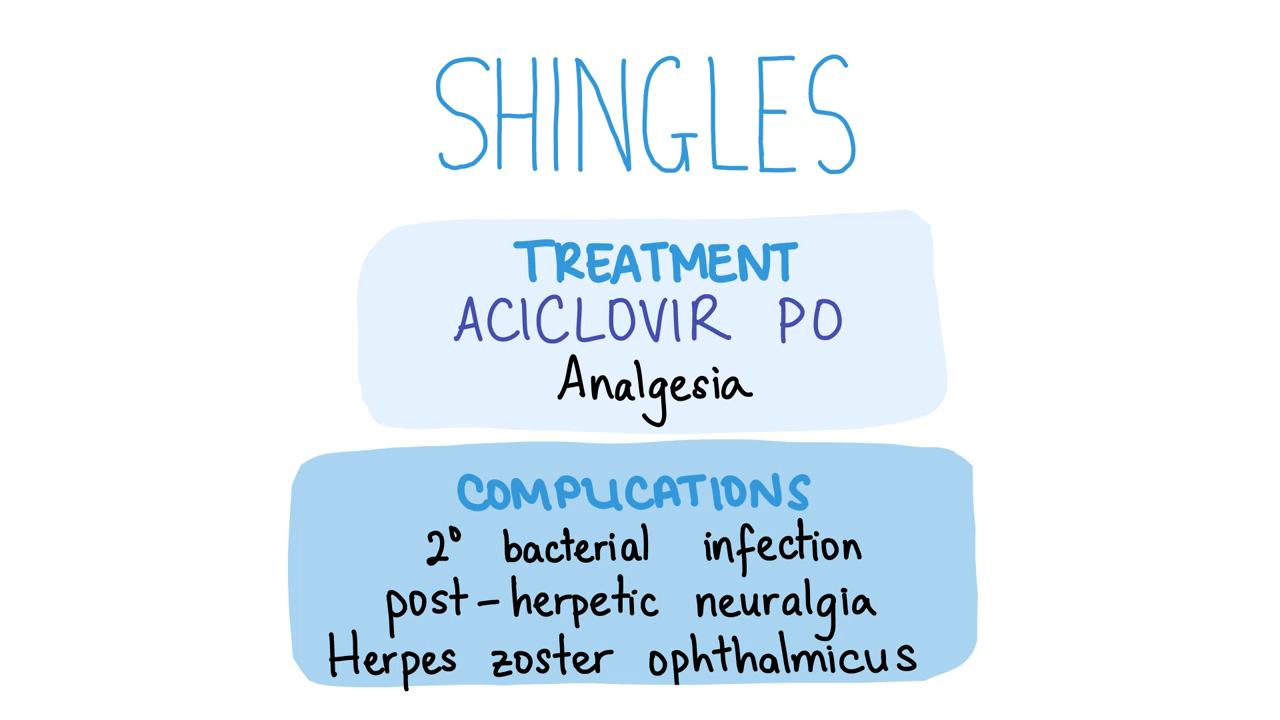 SHINGLES
TREATMENT
ACICLOVIR PO
Analgesia
COMPLICATIONS
2° bacterial infection
post-herpetic neuralgia
Herpes zoster ophthalmicus